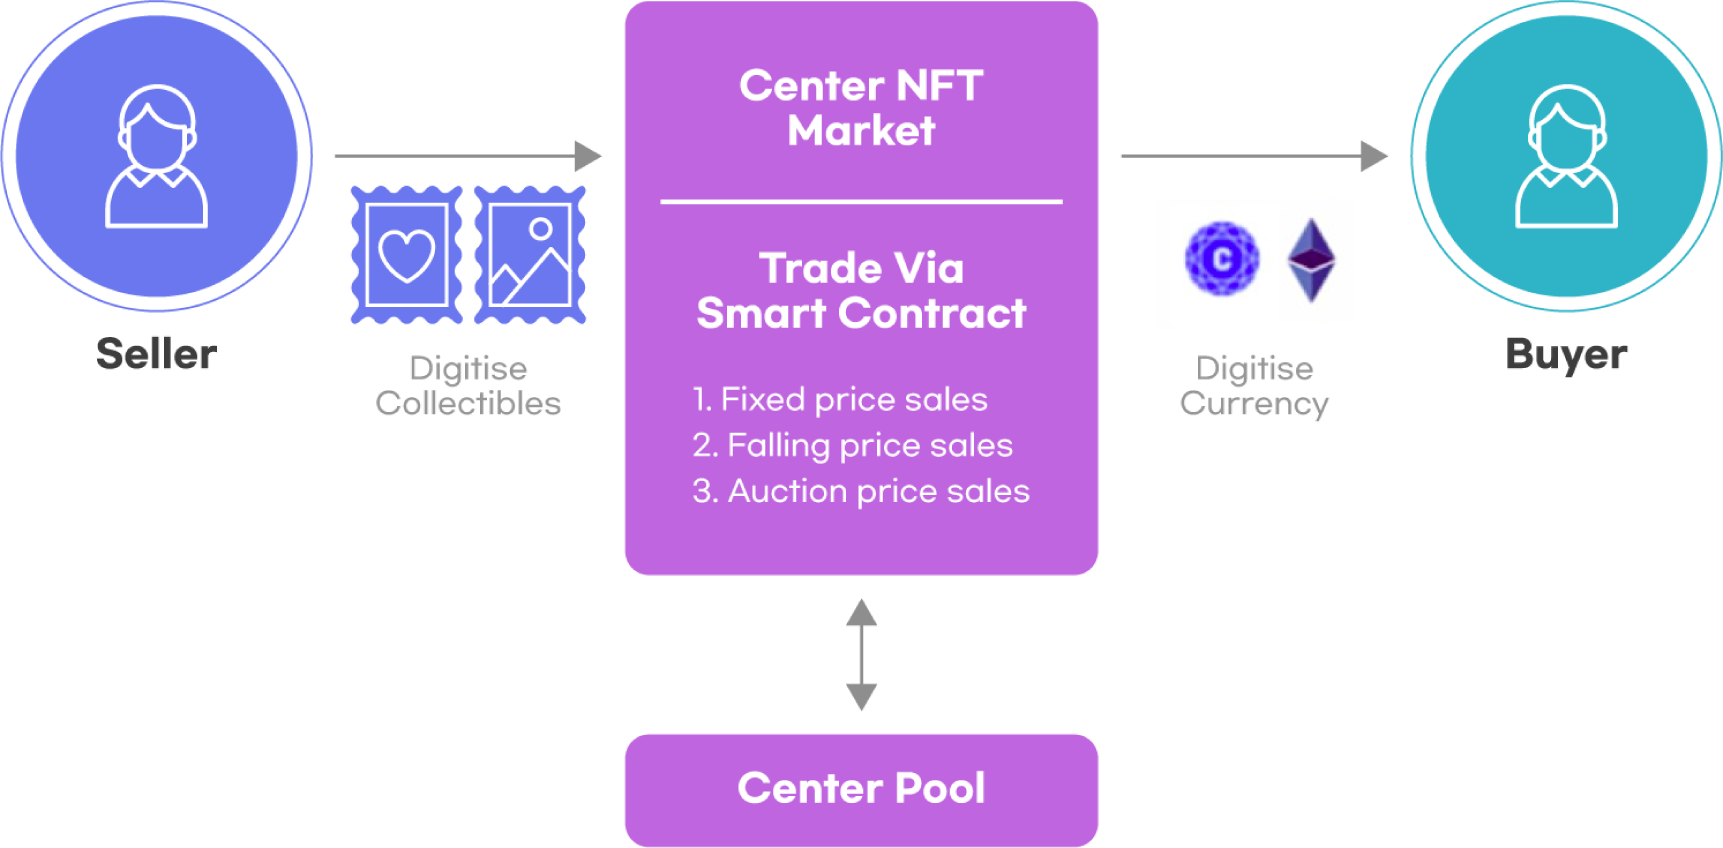 Center NFT
Market
Trade Via
Smart Contract
1. Fixed price sales
2. Falling price sales
3. Auction price sales
Seller
Digitise
Collectibles
C
Digitise
Currency
Buyer
Center Pool